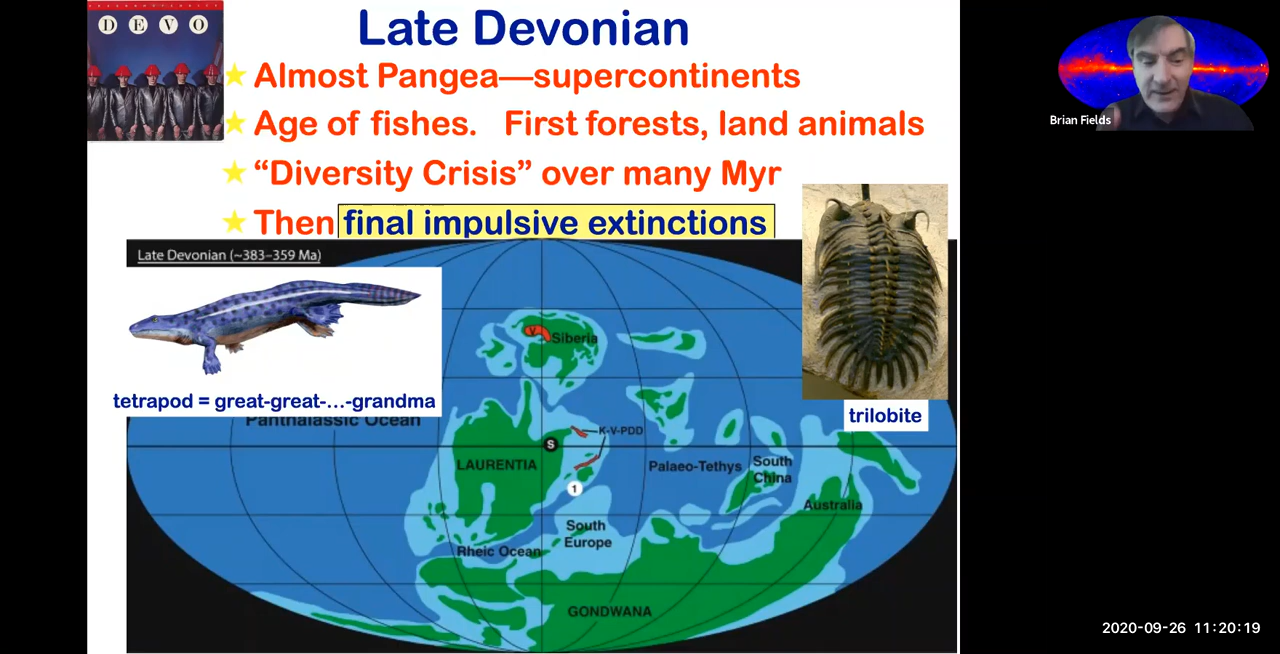 DEVO
Late Devonian
Almost Pangea—supercontinents
Age of fishes. First forests, land animals
“Diversity Crisis” over many Myr
Then final impulsive extinctions
Brian Fields
Late Devonian (~383–359 Ma)
tetrapod = great-great-...-grandma
Panthalassic Ocean
trilobite
V
Siberia
K-V-PDD
S
LAURENTIA
Palaeo-Tethys
South
China
1
Australia
South
Europe
Rheic Ocean
GONDWANA
2020-09-26 11:20:19